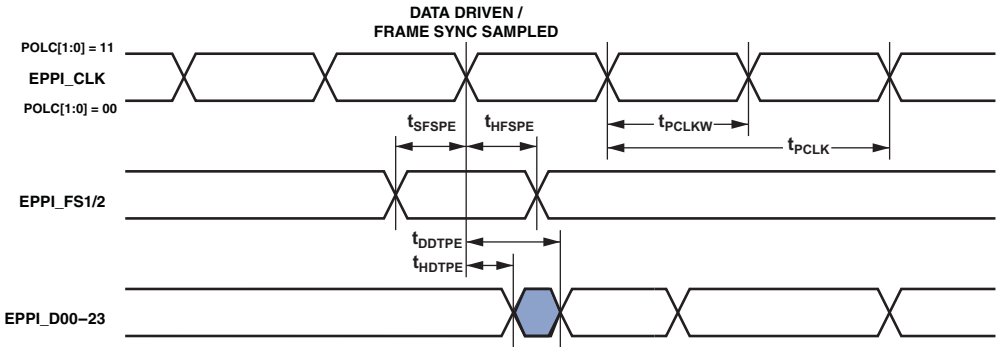 DATA DRIVEN /
FRAME SYNC SAMPLED
POLC[1:0] = 11
EPPI_CLK
POLC[1:0] = 00
tSFSPE
tHFSPE
tPCLKW
tPCLK
EPPI_FS1/2
tDDTPE
tHDTPE
EPPI_D00–23